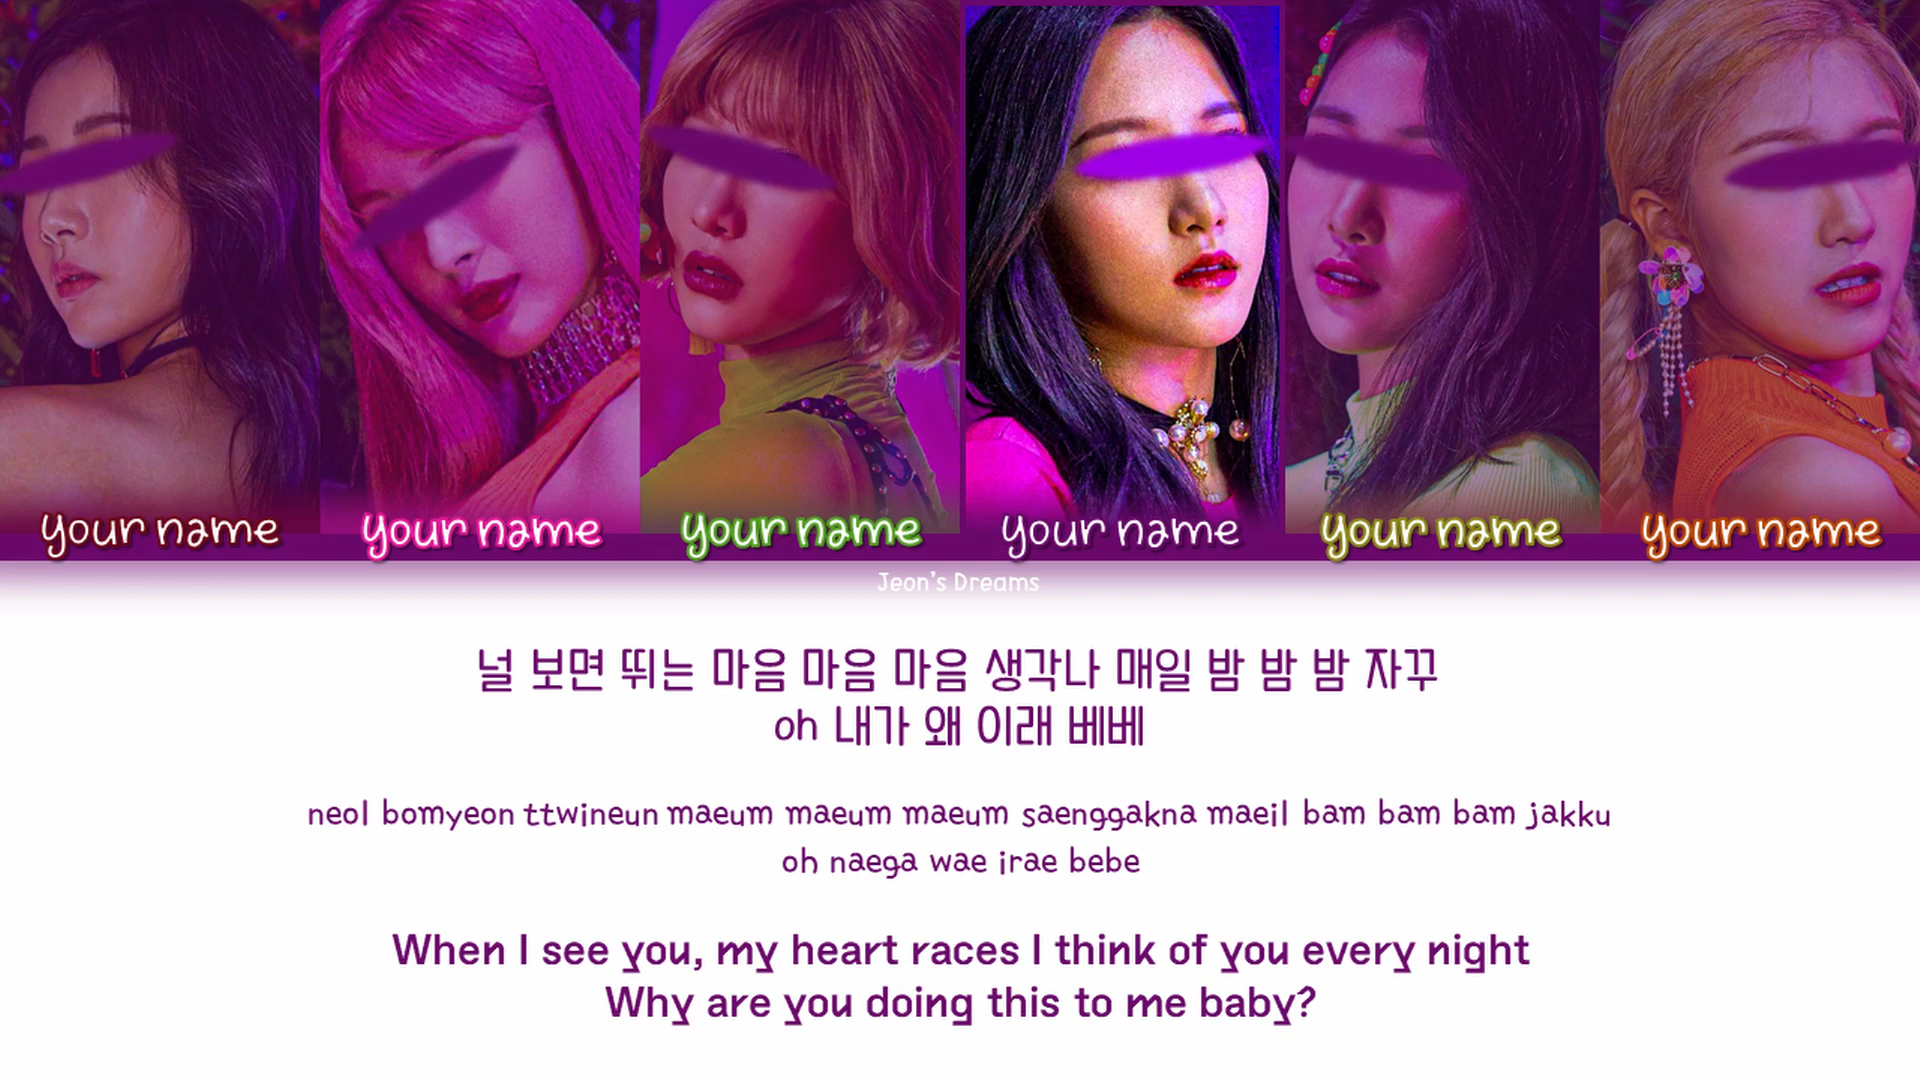 your name your name your name your name your name your name
Jeon's Dreams
널 보면 뛰는 마음 마음 마음 생각나 매일 밤 밤 밤 자꾸
oh 내가 왜 이래 베베
neol bomyeon ttwineun maeum maeum maeum saenggakna maeil bam bam bam jakku
oh naega wae irae bebe
When I see you, my heart races I think of you every night
Why are you doing this to me baby?